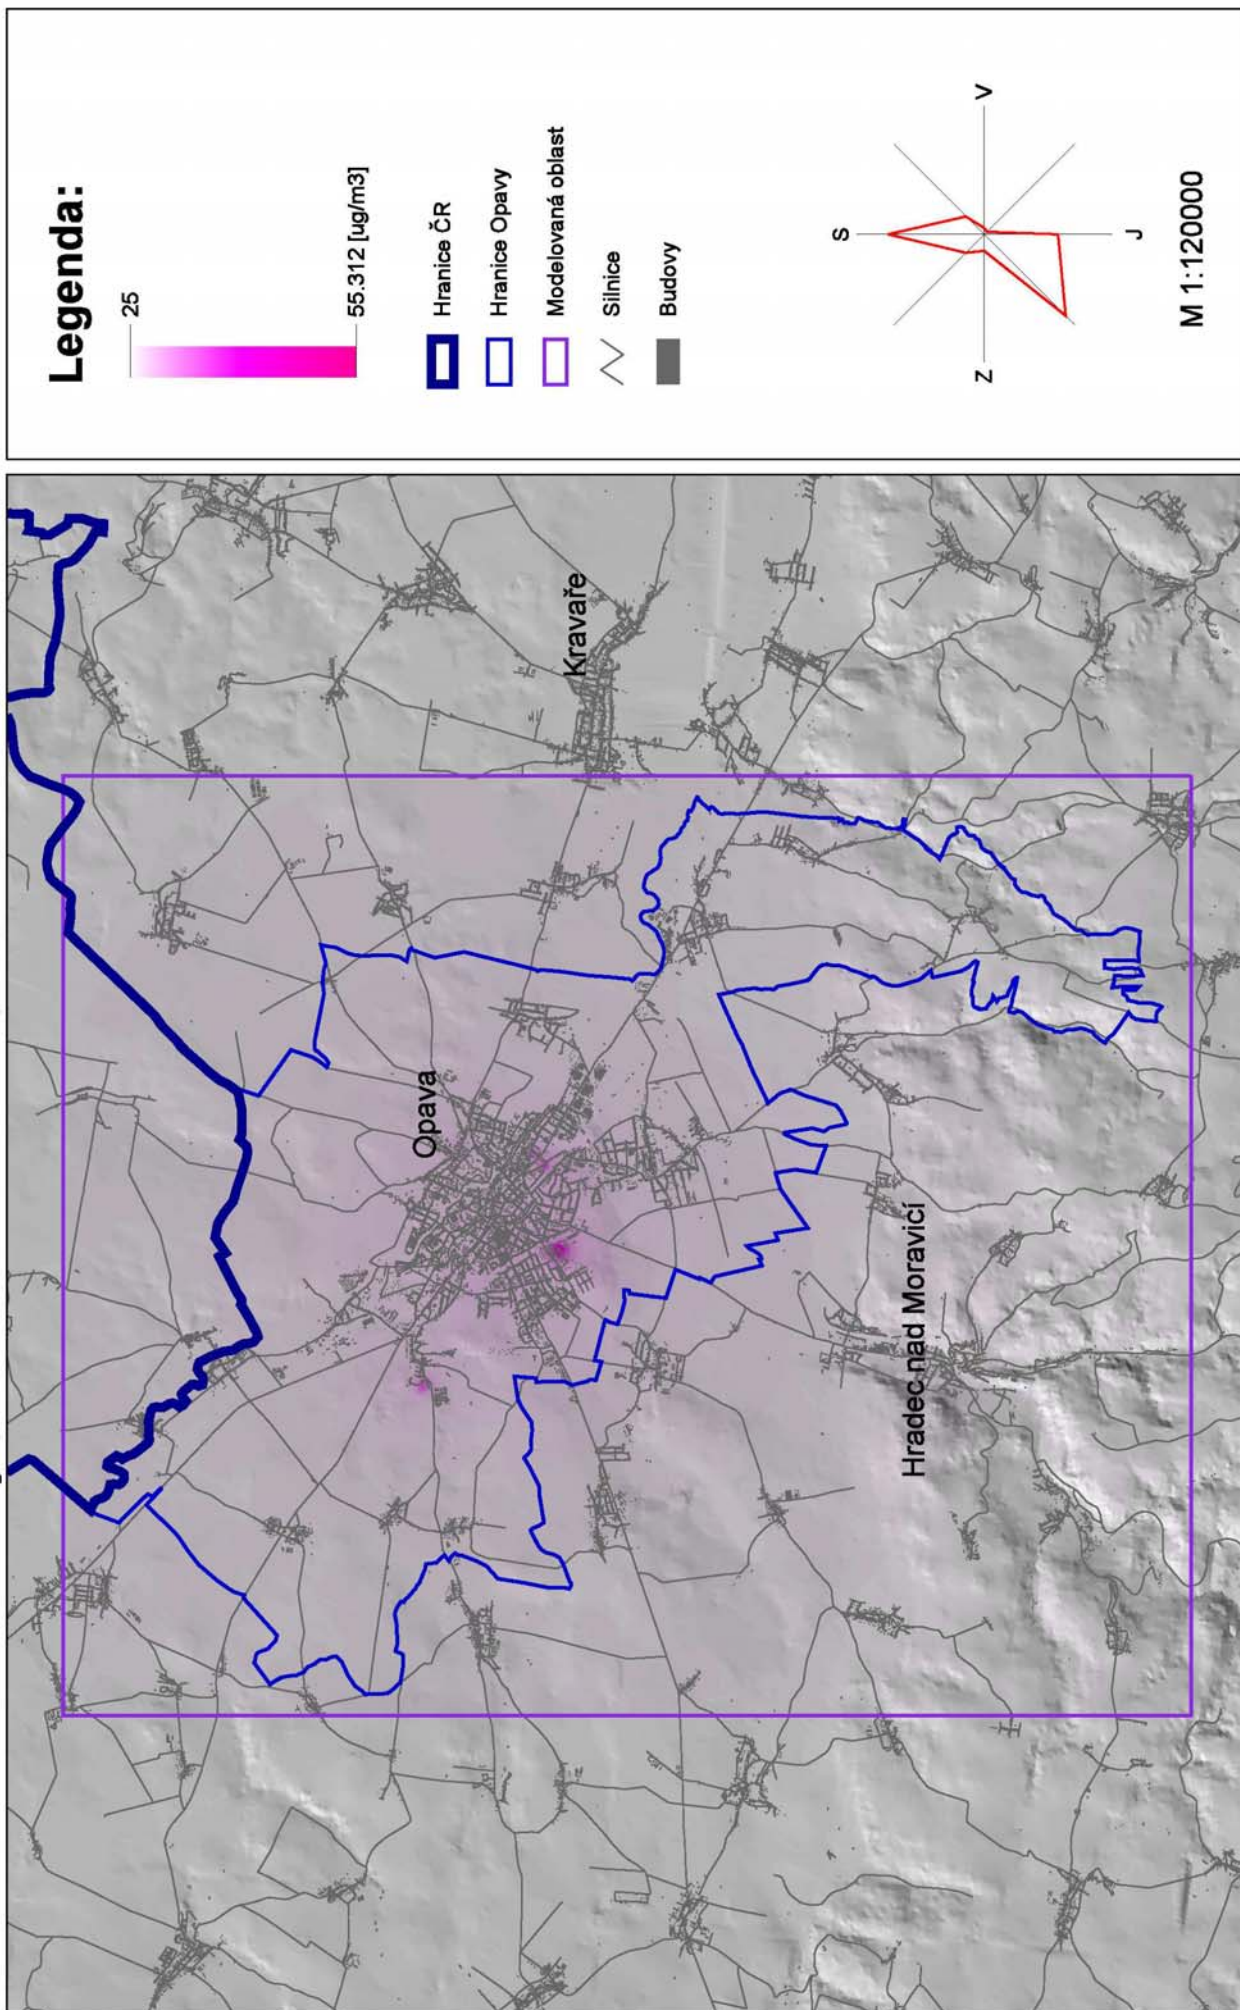 Opava
Kravaře
Hradec nad Moravicí
Legenda:
25
55.312 [ug/m3]
Hranice ČR
Hranice Opavy
Modelovaná oblast
Silnice
Budovy
S
V
J
Z
M 1:120000